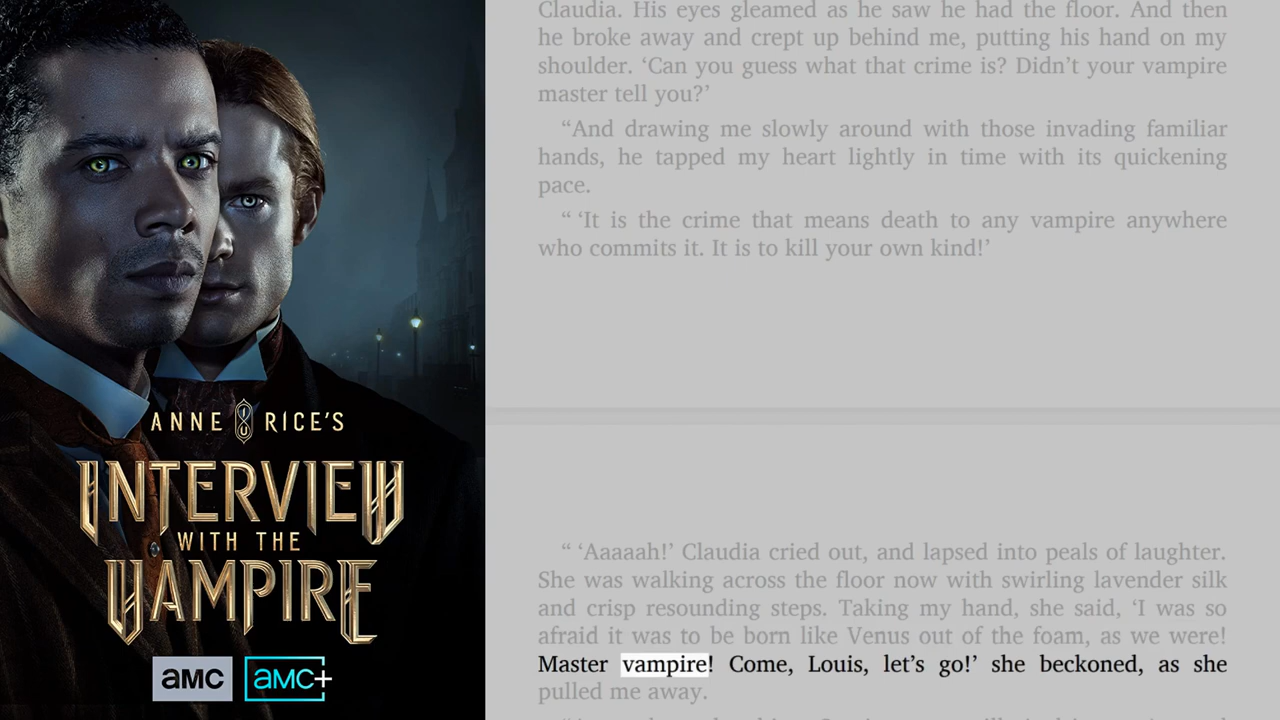 ANNE RICE'S
INTERVIEW
WITH THE
VAMPIRE
amc
amc+
Claudia. His eyes gleamed as he saw he had the floor. And then
he broke away and crept up behind me, putting his hand on my
shoulder. ‘Can you guess what that crime is? Didn’t your vampire
master tell you?’
“And drawing me slowly around with those invading familiar
hands, he tapped my heart lightly in time with its quickening
pace.
“ ‘It is the crime that means death to any vampire anywhere
who commits it. It is to kill your own kind!’
“ ‘Aaaaah!’ Claudia cried out, and lapsed into peals of laughter.
She was walking across the floor now with swirling lavender silk
and crisp resounding steps. Taking my hand, she said, ‘I was so
afraid it was to be born like Venus out of the foam, as we were!
Master vampire! Come, Louis, let’s go!’ she beckoned, as she
pulled me away.